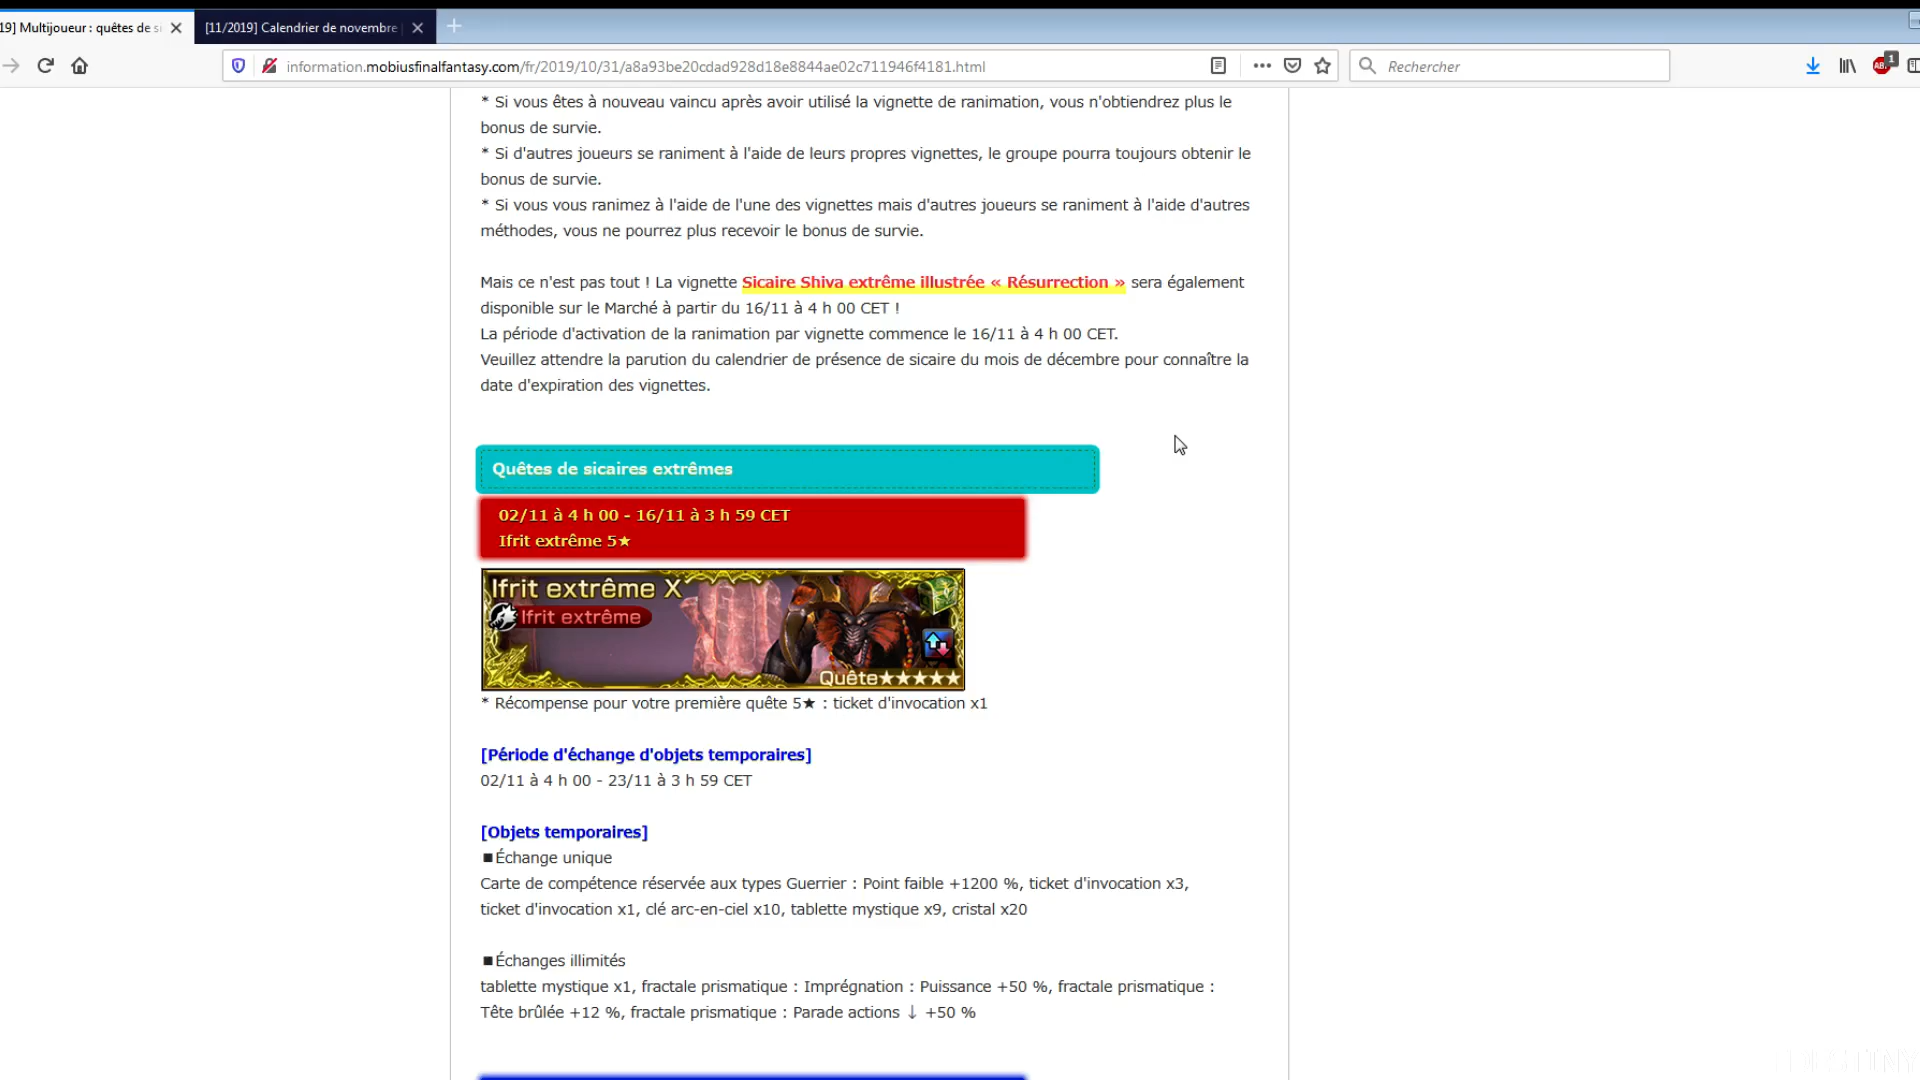 19] Multijoueur : quêtes de si
[11/2019] Calendrier de novembre
information.mobiusfinalfantasy.com/fr/2019/10/31/a8a93be20cdad928d18e8844ae02c711946f4181.html
Rechercher
ABP
1
* Si vous êtes à nouveau vaincu après avoir utilisé la vignette de ranimation, vous n'obtiendrez plus le
bonus de survie.
* Si d'autres joueurs se raniment à l'aide de leurs propres vignettes, le groupe pourra toujours obtenir le
bonus de survie.
* Si vous vous ranimez à l'aide de l'une des vignettes mais d'autres joueurs se raniment à l'aide d'autres
méthodes, vous ne pourrez plus recevoir le bonus de survie.
Mais ce n'est pas tout ! La vignette Sicaire Shiva extrême illustrée « Résurrection » sera également
disponible sur le Marché à partir du 16/11 à 4 h 00 CET !
La période d'activation de la ranimation par vignette commence le 16/11 à 4 h 00 CET.
Veuillez attendre la parution du calendrier de présence de sicaire du mois de décembre pour connaître la
date d'expiration des vignettes.
Quêtes de sicaires extrêmes
02/11 à 4 h 00 - 16/11 à 3 h 59 CET
Ifrit extrême 5★
Ifrit extrême X
Ifrit extrême
Quête★★★★★
* Récompense pour votre première quête 5★ : ticket d'invocation x1
[Période d'échange d'objets temporaires]
02/11 à 4 h 00 - 23/11 à 3 h 59 CET
[Objets temporaires]
■Échange unique
Carte de compétence réservée aux types Guerrier : Point faible +1200 %, ticket d'invocation x3,
ticket d'invocation x1, clé arc-en-ciel x10, tablette mystique x9, cristal x20
■Échanges illimités
tablette mystique x1, fractale prismatique : Imprégnation : Puissance +50 %, fractale prismatique :
Tête brûlée +12 %, fractale prismatique : Parade actions ↓ +50 %